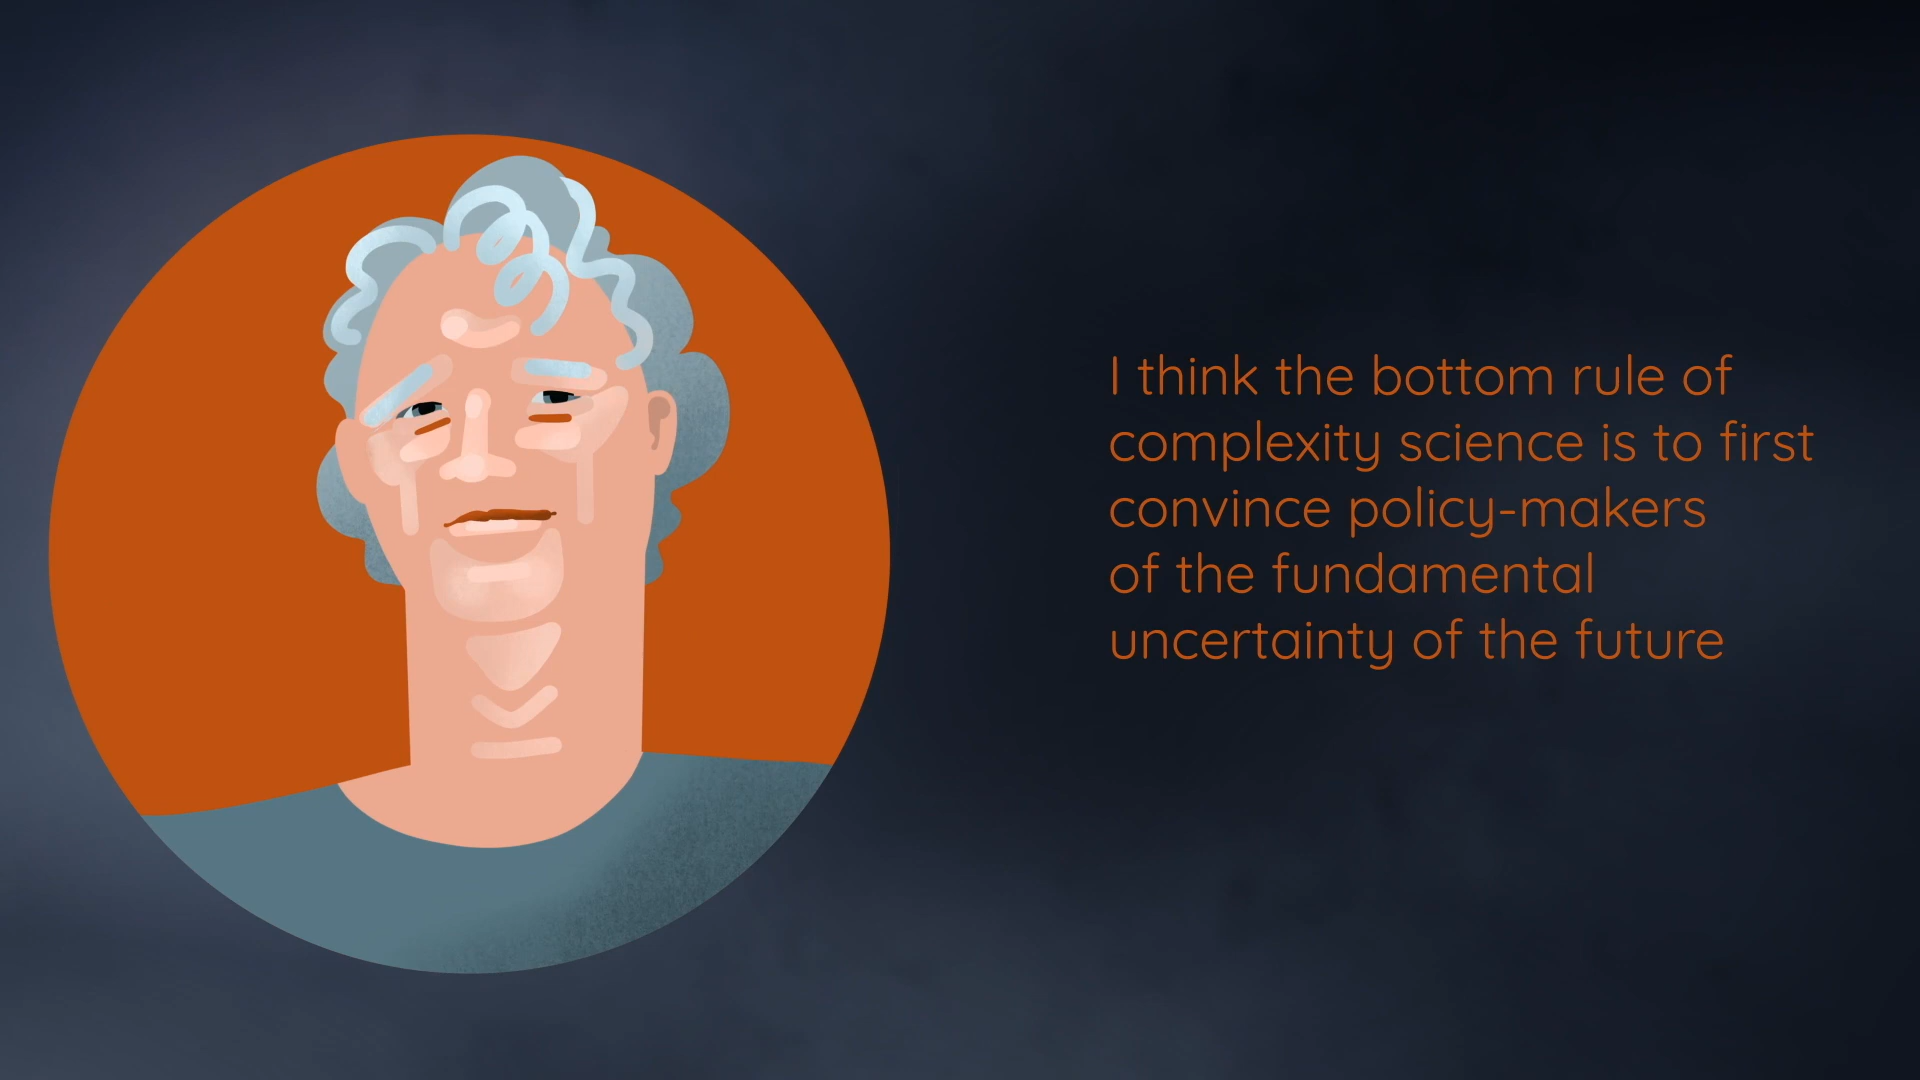 I think the bottom rule of
complexity science is to first
convince policy-makers
of the fundamental
uncertainty of the future